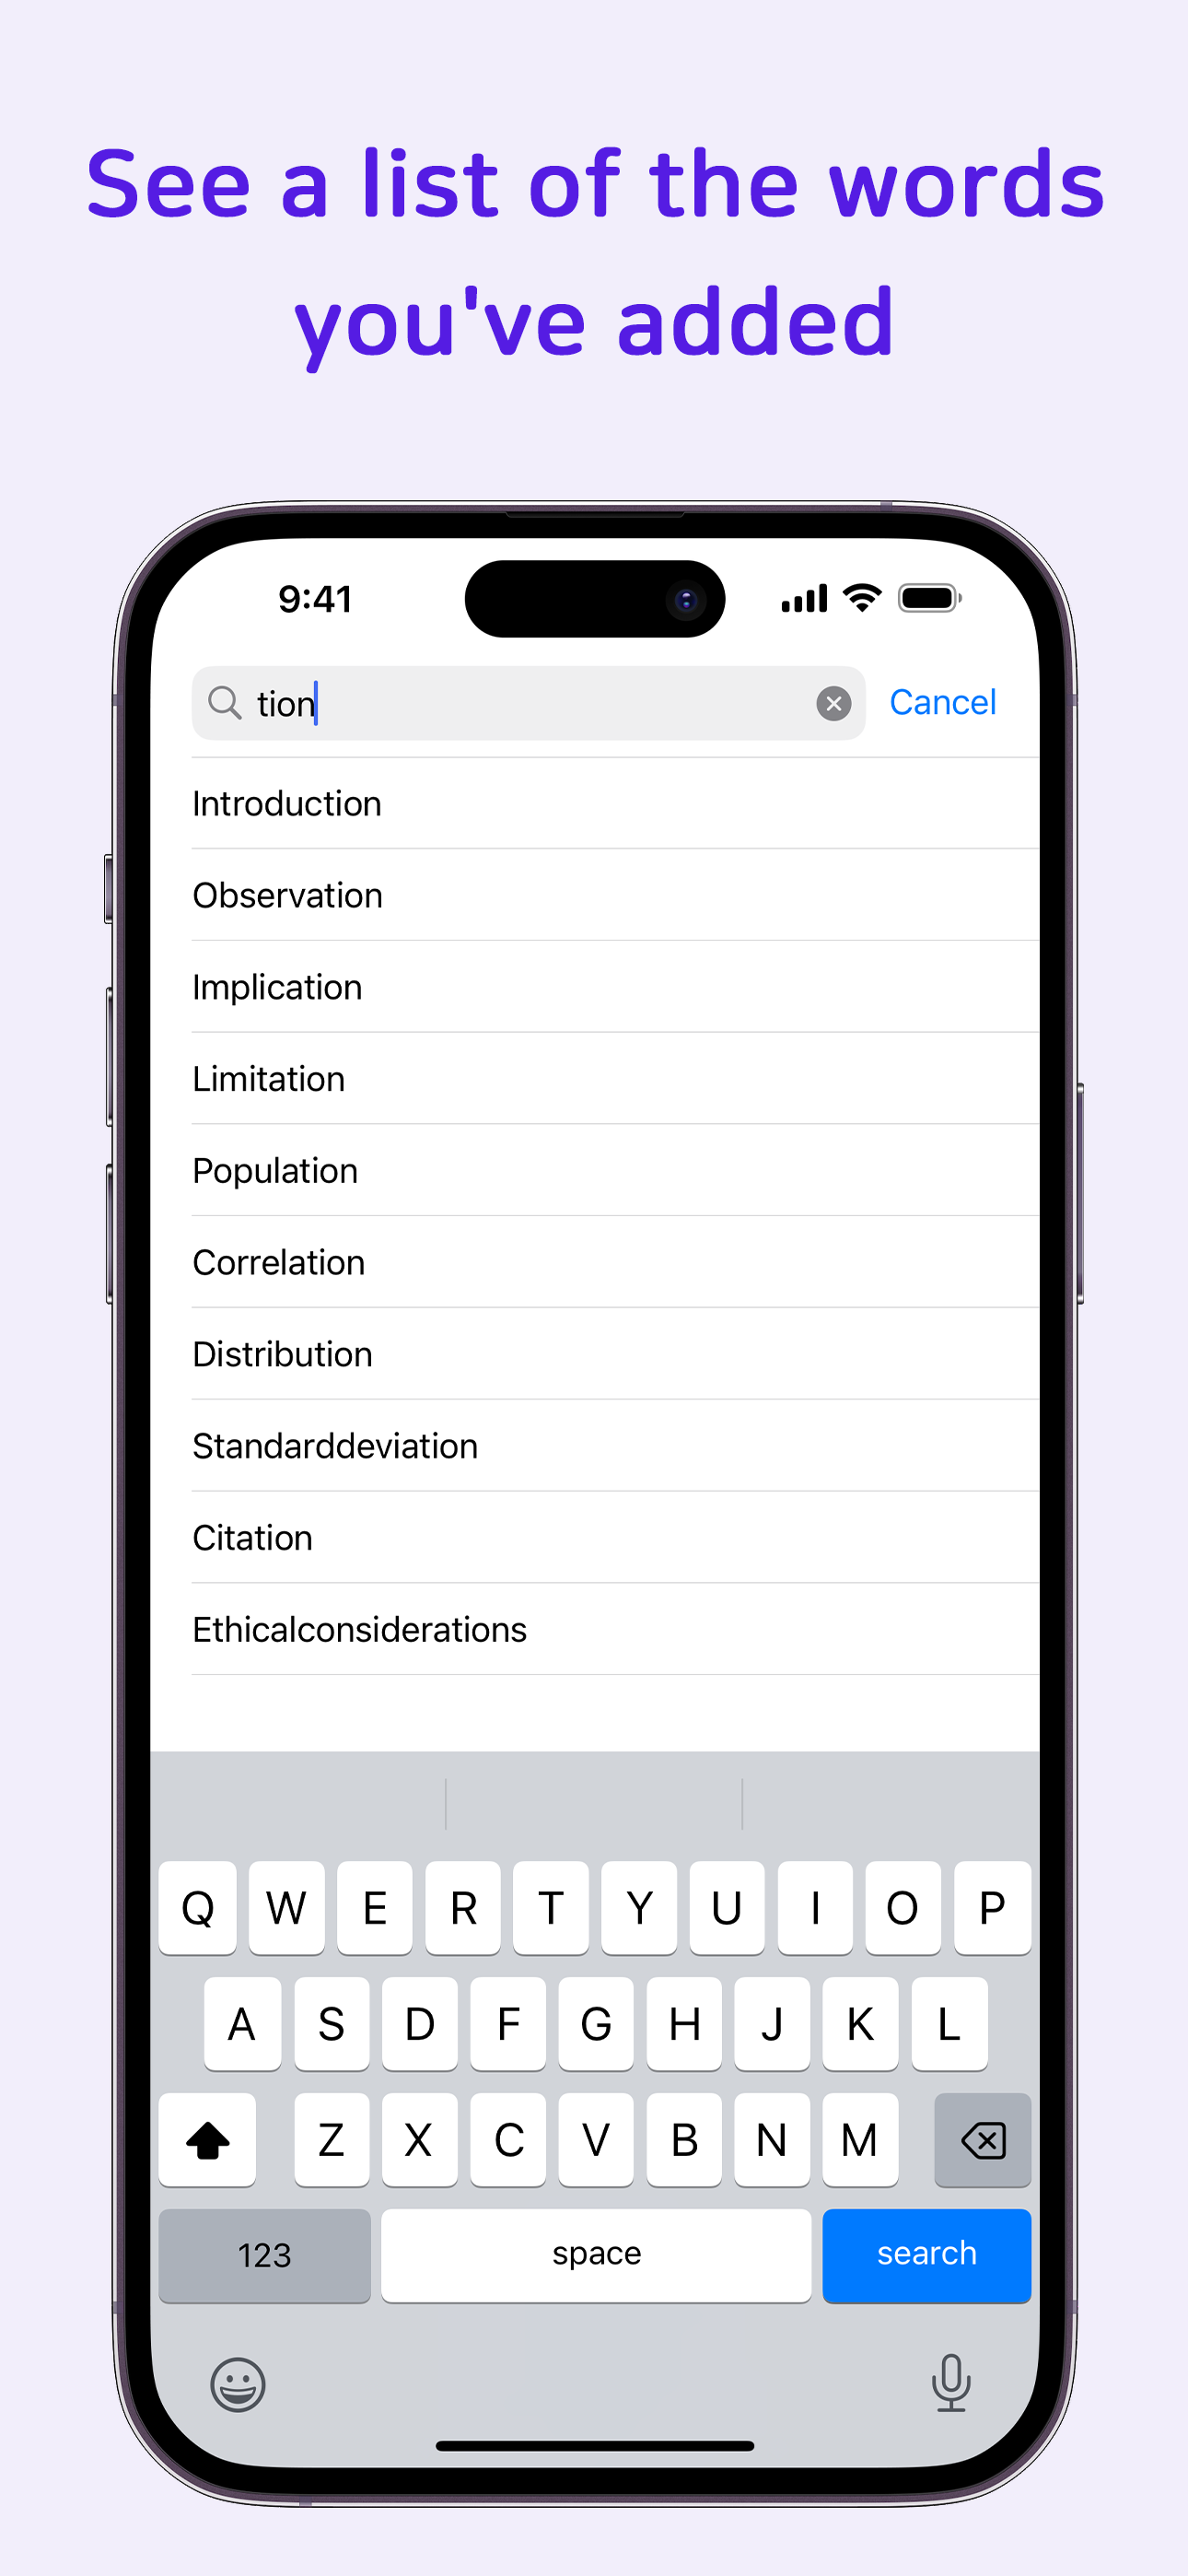 See a list of the words
you've added
9:41
tion
Cancel
Introduction
Observation
Implication
Limitation
Population
Correlation
Distribution
Standarddeviation
Citation
Ethicalconsiderations
Q W E R T Y U I O P
A S D F G H J K L
Z X C V B N M
123 space search